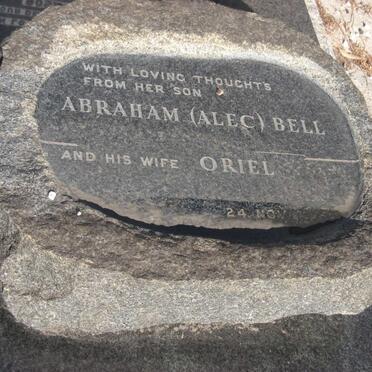 WITH LOVING THOUGHTS
FROM HER SON
ABRAHAM (ALEC) BELL
AND HIS WIFE ORIEL
24